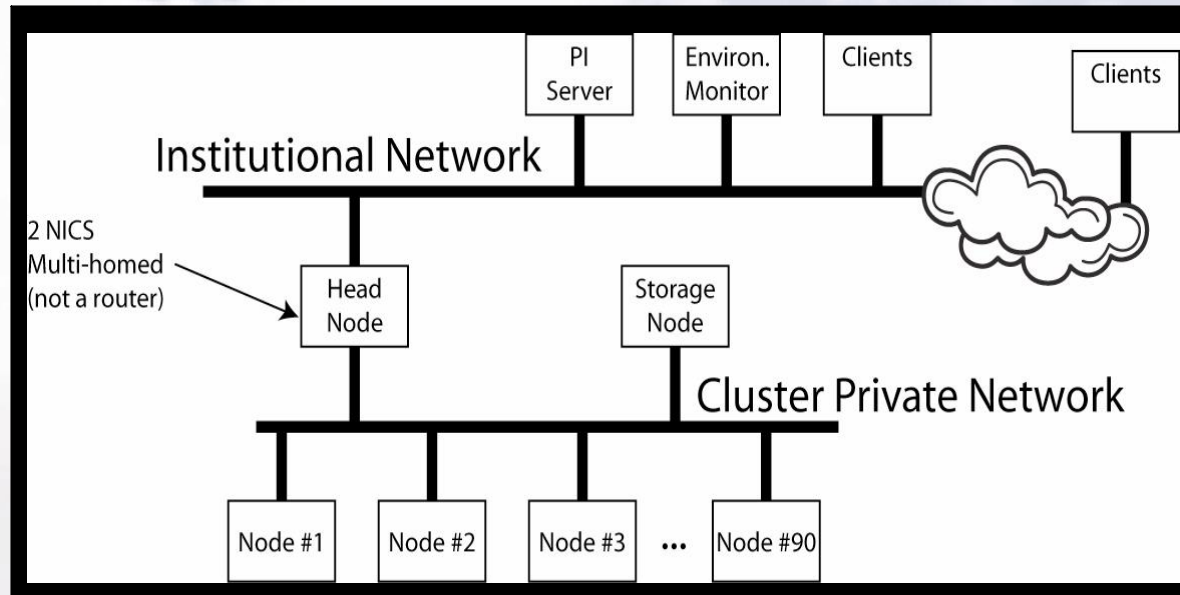 PI
Server
Environ.
Monitor
Clients
Clients
Institutional Network
2 NICS
Multi-homed
(not a router)
Head
Node
Storage
Node
Cluster Private Network
Node #1
Node #2
Node #3
...
Node #90